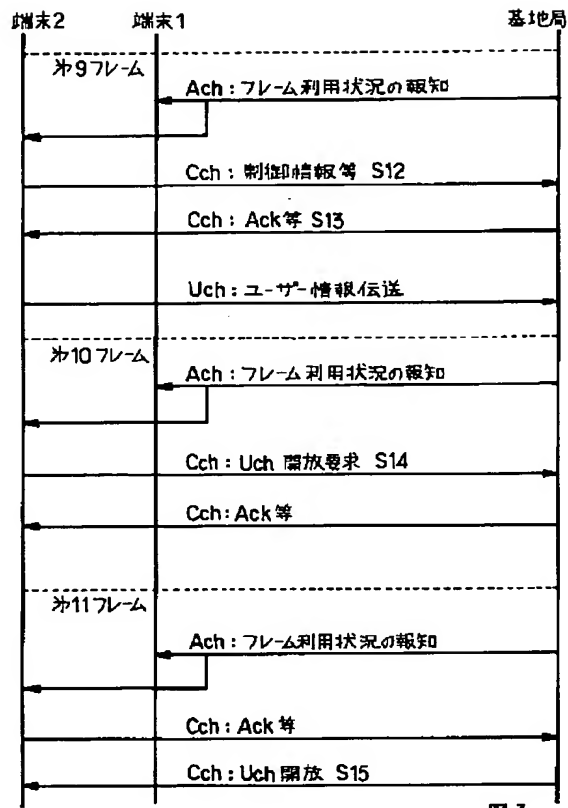 端末2 端末1 基地局
第9フレーム
Ach:フレーム利用状況の報知
Cch:制御情報等 S12
Cch:Ack等 S13
Uch:ユーザー情報伝送
第10フレーム
Ach:フレーム利用状況の報知
Cch:Uch 開放要求 S14
Cch:Ack等
第11フレーム
Ach:フレーム利用状況の報知
Cch:Ack等
Cch:Uch開放 S15